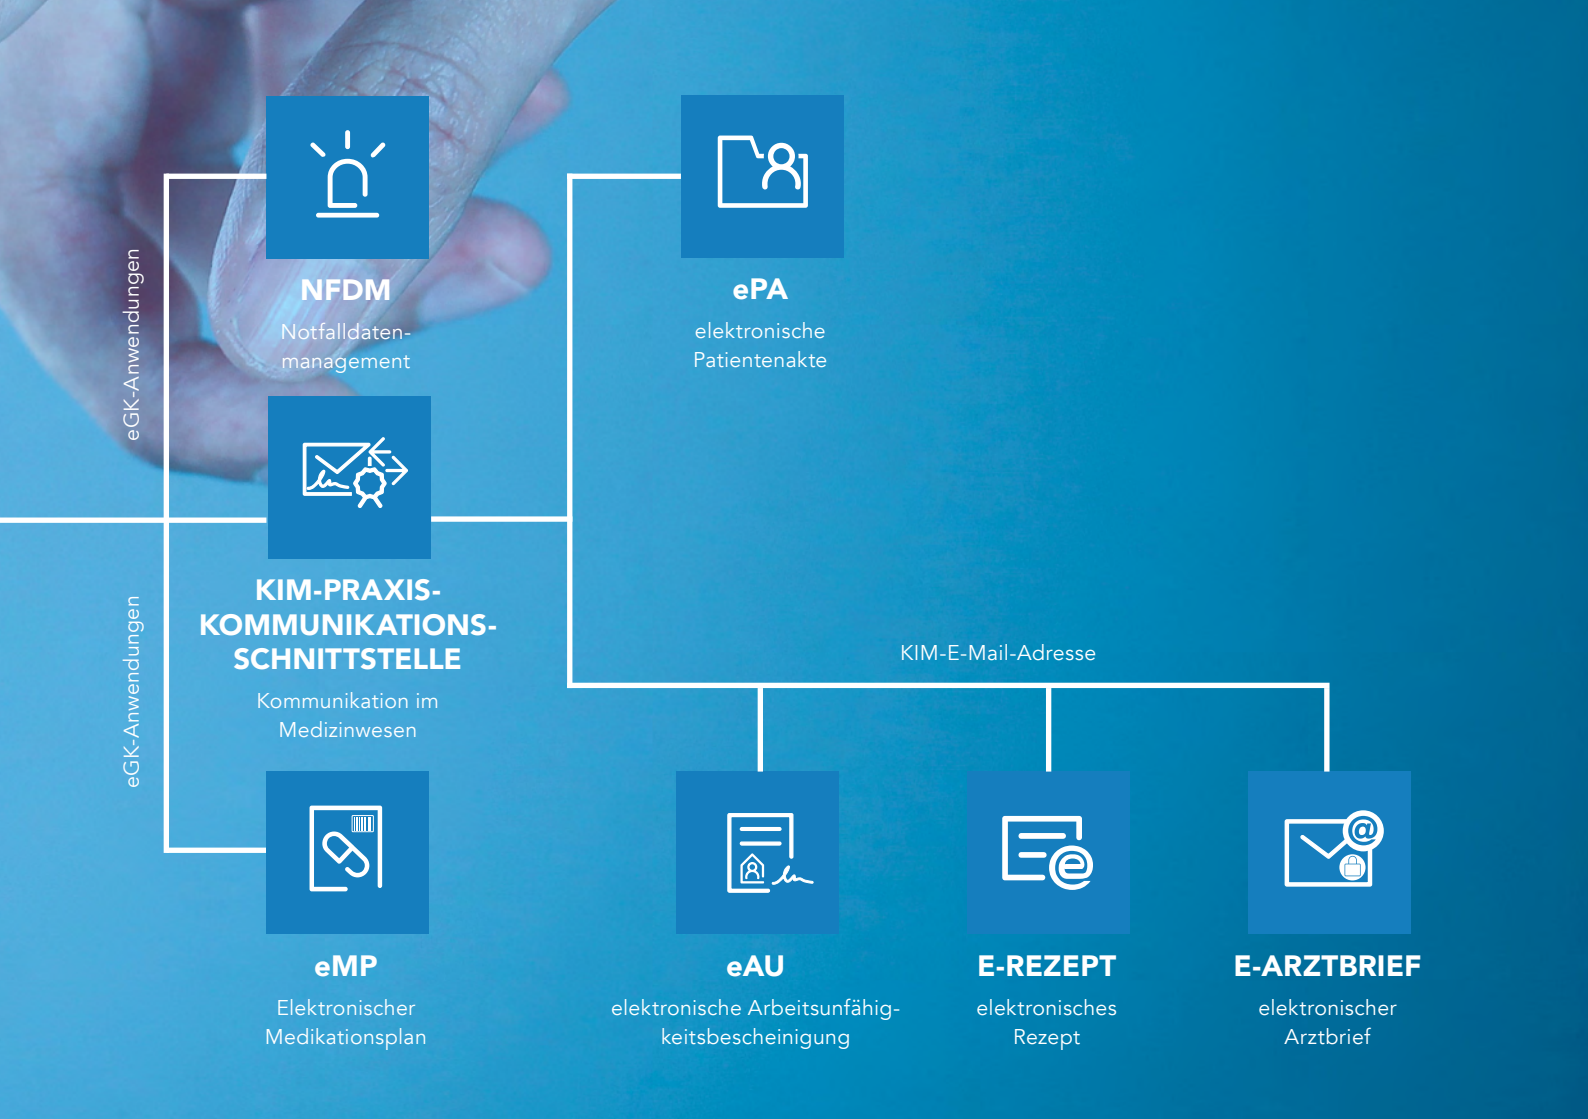 NFDM
Notfalldaten-
management
ePA
elektronische
Patientenakte
eGK-Anwendungen
KIM-PRAXIS-
KOMMUNIKATIONS-
SCHNITTSTELLE
Kommunikation im
Medizinwesen
eGK-Anwendungen
KIM-E-Mail-Adresse
eMP
Elektronischer
Medikationsplan
eAU
elektronische Arbeitsunfähig-
keitsbescheinigung
E-REZEPT
elektronisches
Rezept
E-ARZTBRIEF
elektronischer
Arztbrief